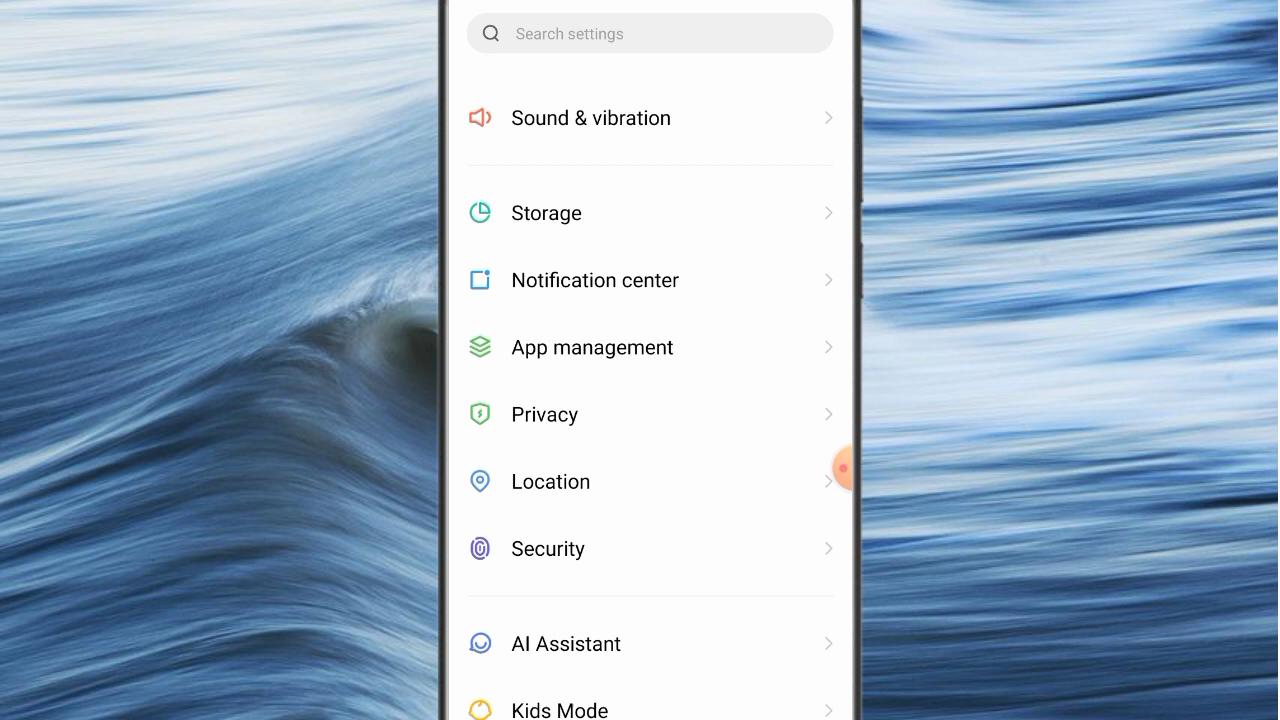 Search settings
Sound & vibration
Storage
Notification center
App management
Privacy
Location
Security
AI Assistant
Kids Mode